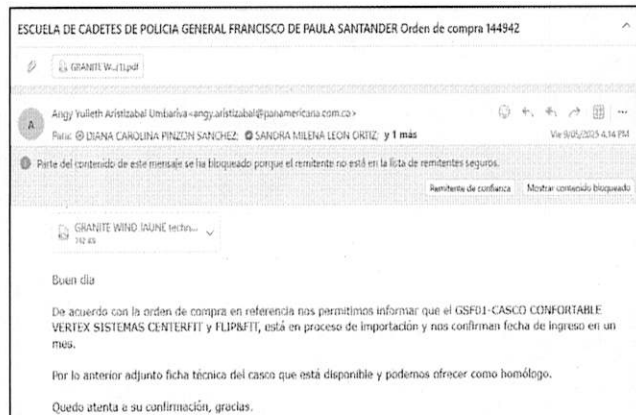 ESCUELA DE CADETES DE POLICIA GENERAL FRANCISCO DE PAULA SANTANDER Orden de compra 144942
GRANITE W...(1).pdf
A
Angy Yulieth Aristizabal Umbariva <angy.aristizabal@panamericana.com.co>
Para: DIANA CAROLINA PINZON SANCHEZ; SANDRA MILENA LEON ORTIZ; y 1 más
Vie 9/05/2025 4:14 PM
Parte del contenido de este mensaje se ha bloqueado porque el remitente no está en la lista de remitentes seguros.
Remitente de confianza
Mostrar contenido bloqueado
GRANITE WIND JAUNE techn...
Buen dia
De acuerdo con la orden de compra en referencia nos permitimos informar que el GSFD1-CASCO CONFORTABLE
VERTEX SISTEMAS CENTERFIT y FLIP&FIT, está en proceso de importación y nos confirman fecha de ingreso en un
mes.
Por lo anterior adjunto ficha técnica del casco que está disponible y podemos ofrecer como homólogo.
Quedo atenta a su confirmación, gracias.